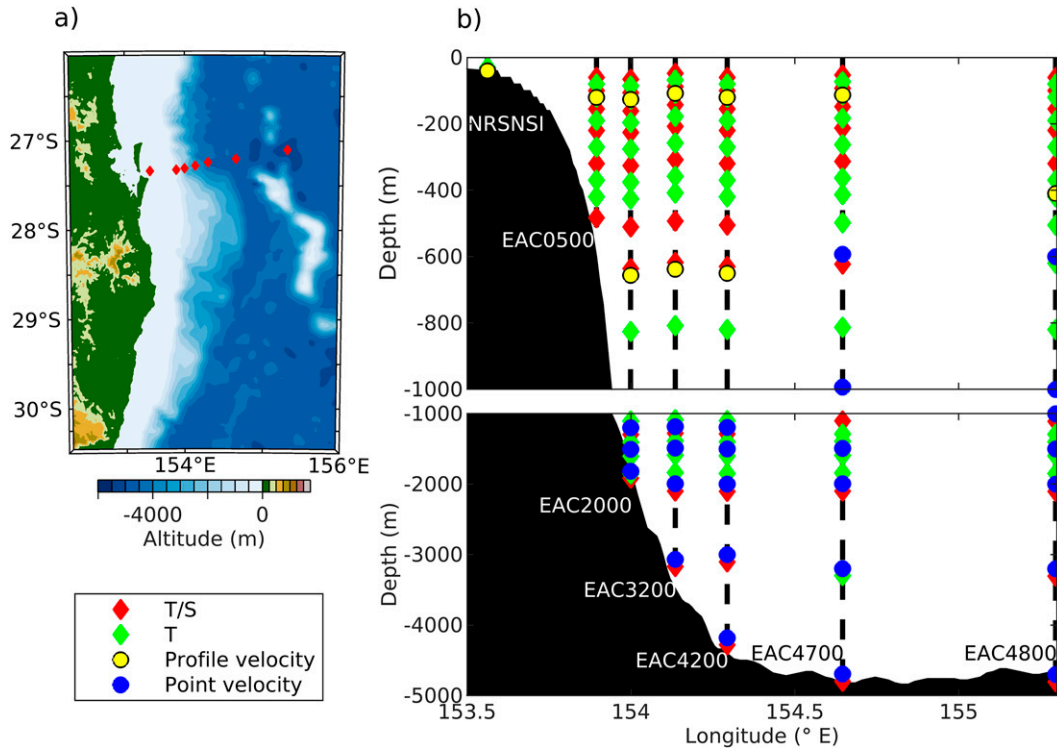 a)
27°S
28°S
29°S
30°S
154°E
156°E
-4000
0
Altitude (m)
T/S
T
Profile velocity
Point velocity
b)
0
-200
-400
-600
-800
-1000
Depth (m)
NRSNSI
EAC0500
-1000
-2000
-3000
-4000
-5000
Depth (m)
EAC2000
EAC3200
EAC4200
EAC4700
EAC4800
153.5
154
154.5
155
Longitude (° E)